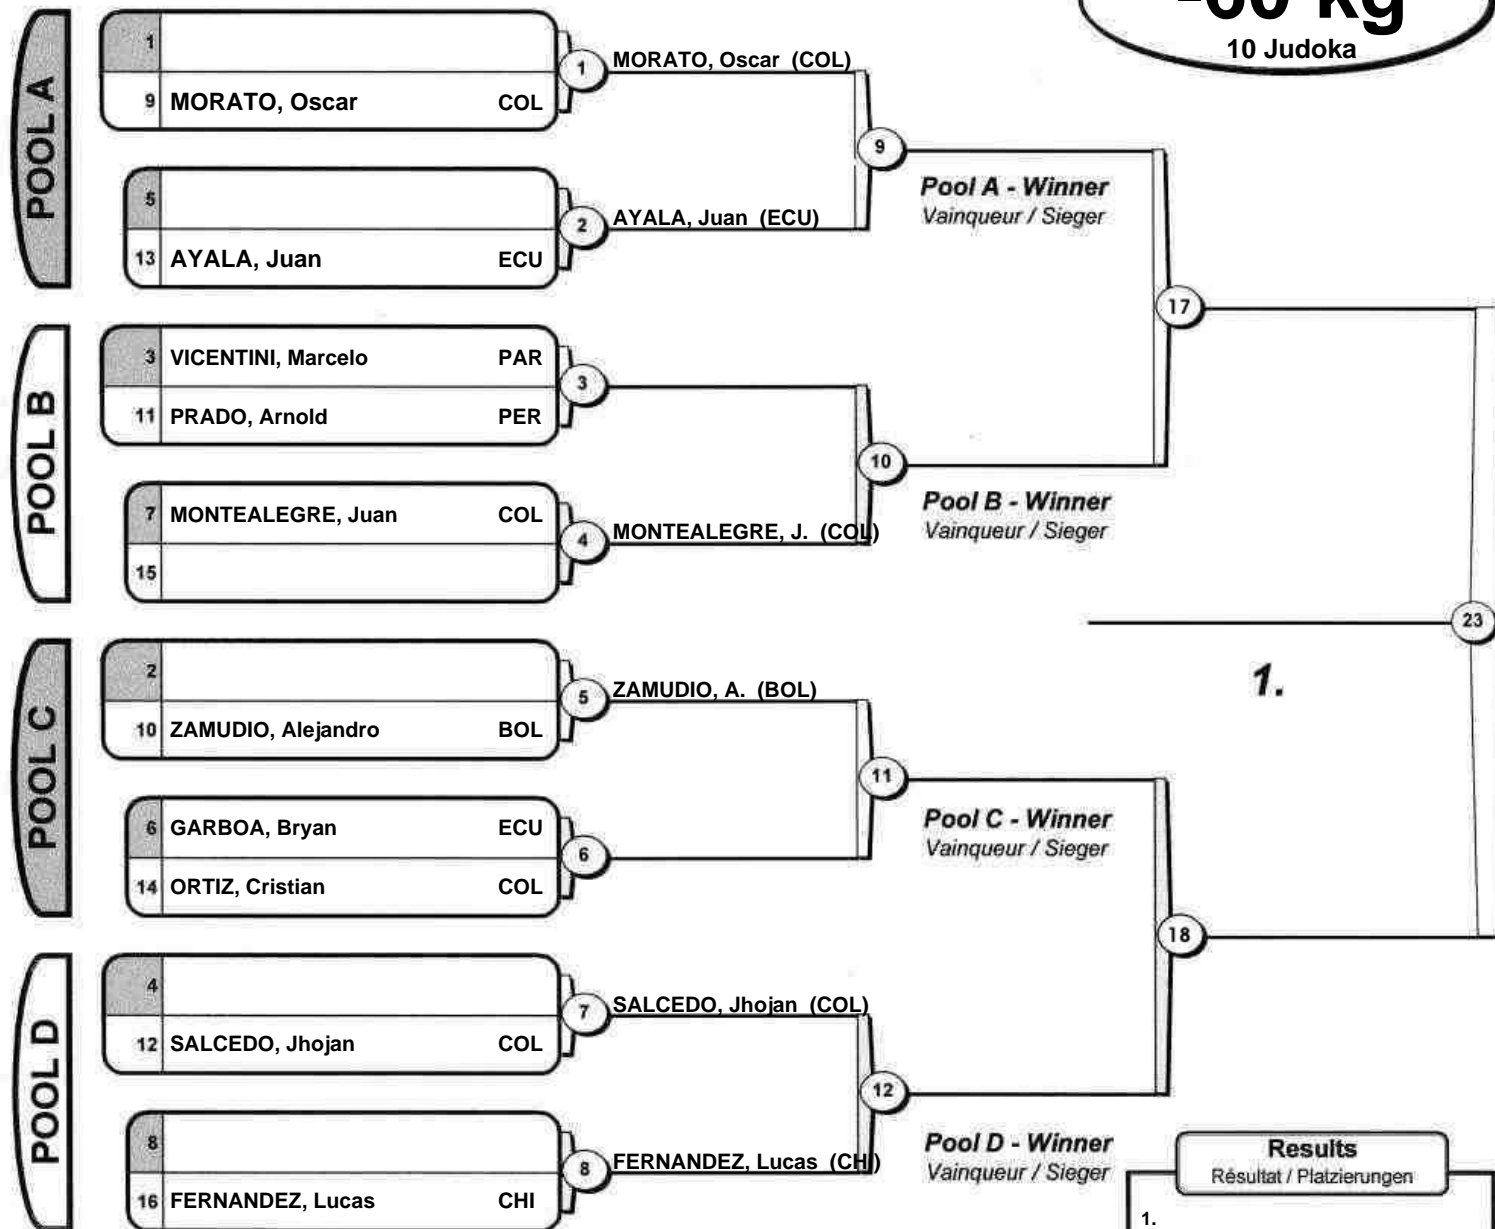 -60 kg
10 Judoka
POOL A
1
9 MORATO, Oscar COL
1 MORATO, Oscar (COL)
5
13 AYALA, Juan ECU
2 AYALA, Juan (ECU)
9
Pool A - Winner
Vainqueur / Sieger
17
POOL B
3 VICENTINI, Marcelo PAR
11 PRADO, Arnold PER
3
7 MONTEALEGRE, Juan COL
15
4 MONTEALEGRE, J. (COL)
10
Pool B - Winner
Vainqueur / Sieger
23
1.
POOL C
2
10 ZAMUDIO, Alejandro BOL
5 ZAMUDIO, A. (BOL)
6 GARBOA, Bryan ECU
14 ORTIZ, Cristian COL
6
11
Pool C - Winner
Vainqueur / Sieger
18
POOL D
4
12 SALCEDO, Jhojan COL
7 SALCEDO, Jhojan (COL)
8
16 FERNANDEZ, Lucas CHI
8 FERNANDEZ, Lucas (CHI)
12
Pool D - Winner
Vainqueur / Sieger
Results
Résultat / Platzierungen
1.